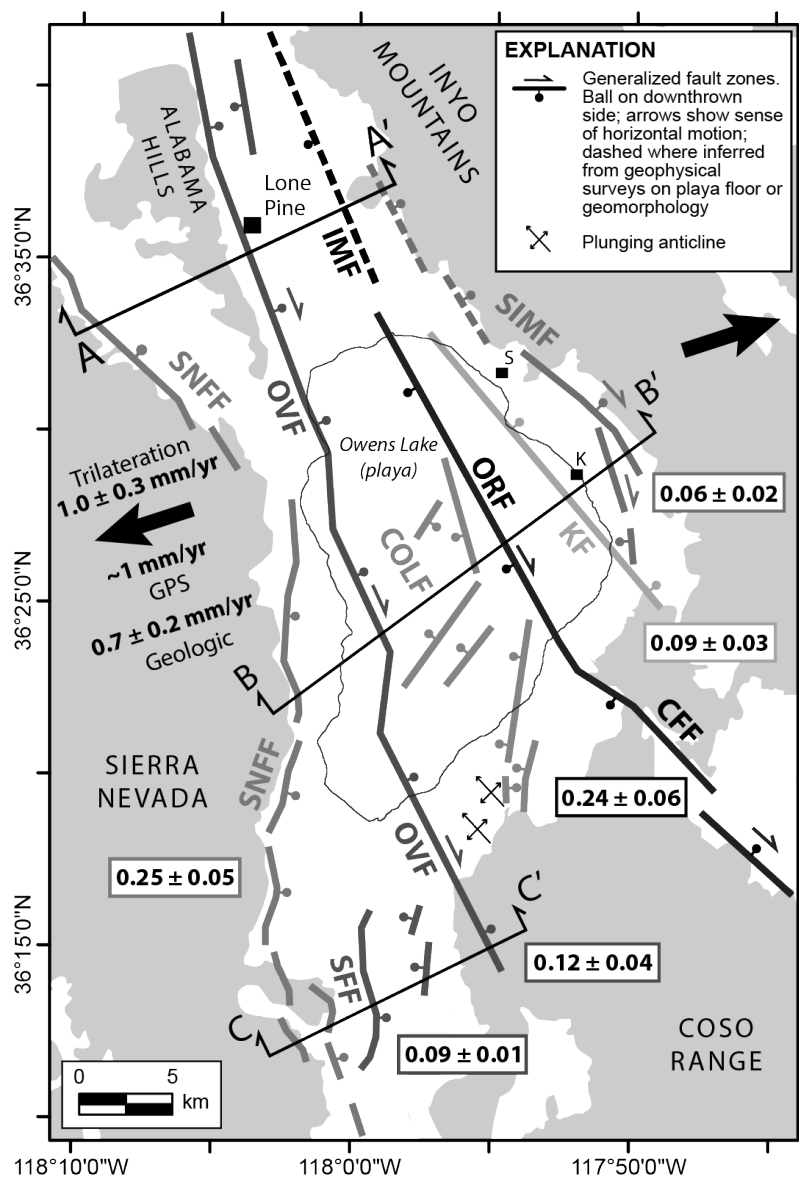 EXPLANATION
Generalized fault zones.
Ball on downthrown
side; arrows show sense
of horizontal motion;
dashed where inferred
from geophysical
surveys on playa floor or
geomorphology
Plunging anticline
INYO
MOUNTAINS
ALABAMA
HILLS
A'
Lone
Pine
IMF
36°35'0"N
SIMF
A
SNFF
S
OVF
B'
Owens Lake
(playa)
K
ORF
Trilateration
1.0 ± 0.3 mm/yr
0.06 ± 0.02
COLF
KF
~1 mm/yr
GPS
36°25'0"N
0.7 ± 0.2 mm/yr
Geologic
0.09 ± 0.03
B
CFF
SNFF
SIERRA
NEVADA
0.24 ± 0.06
OVF
0.25 ± 0.05
C'
36°15'0"N
0.12 ± 0.04
SFF
C
COSO
RANGE
0.09 ± 0.01
0 5
km
118°10'0"W 118°0'0"W 117°50'0"W